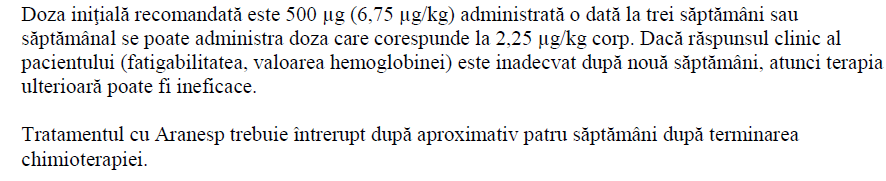 Doza iniţială recomandată este 500 µg (6,75 µg/kg) administrată o dată la trei săptămâni sau
săptămânal se poate administra doza care corespunde la 2,25 µg/kg corp. Dacă răspunsul clinic al
pacientului (fatigabilitatea, valoarea hemoglobinei) este inadecvat după nouă săptămâni, atunci terapia
ulterioară poate fi ineficace.
Tratamentul cu Aranesp trebuie întrerupt după aproximativ patru săptămâni după terminarea
chimioterapiei.